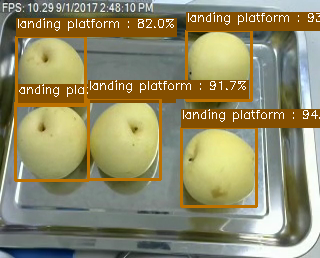 FPS: 10.29 9/1/2017 2:48:10 PM
landing platform : 82.0%
landing platform : 93
landing pla
landing platform : 91.7%
landing platform : 94.